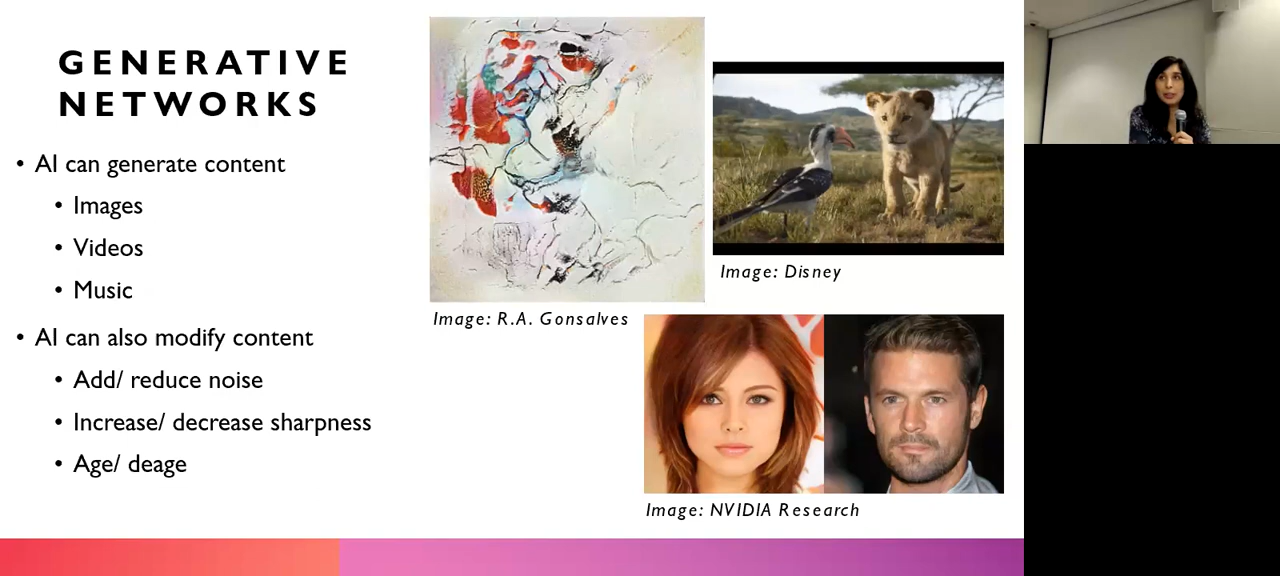 GENERATIVE
NETWORKS
• AI can generate content
• Images
• Videos
• Music
• AI can also modify content
• Add/ reduce noise
• Increase/ decrease sharpness
• Age/ deage
Image: R.A. Gonsalves
Image: Disney
Image: NVIDIA Research